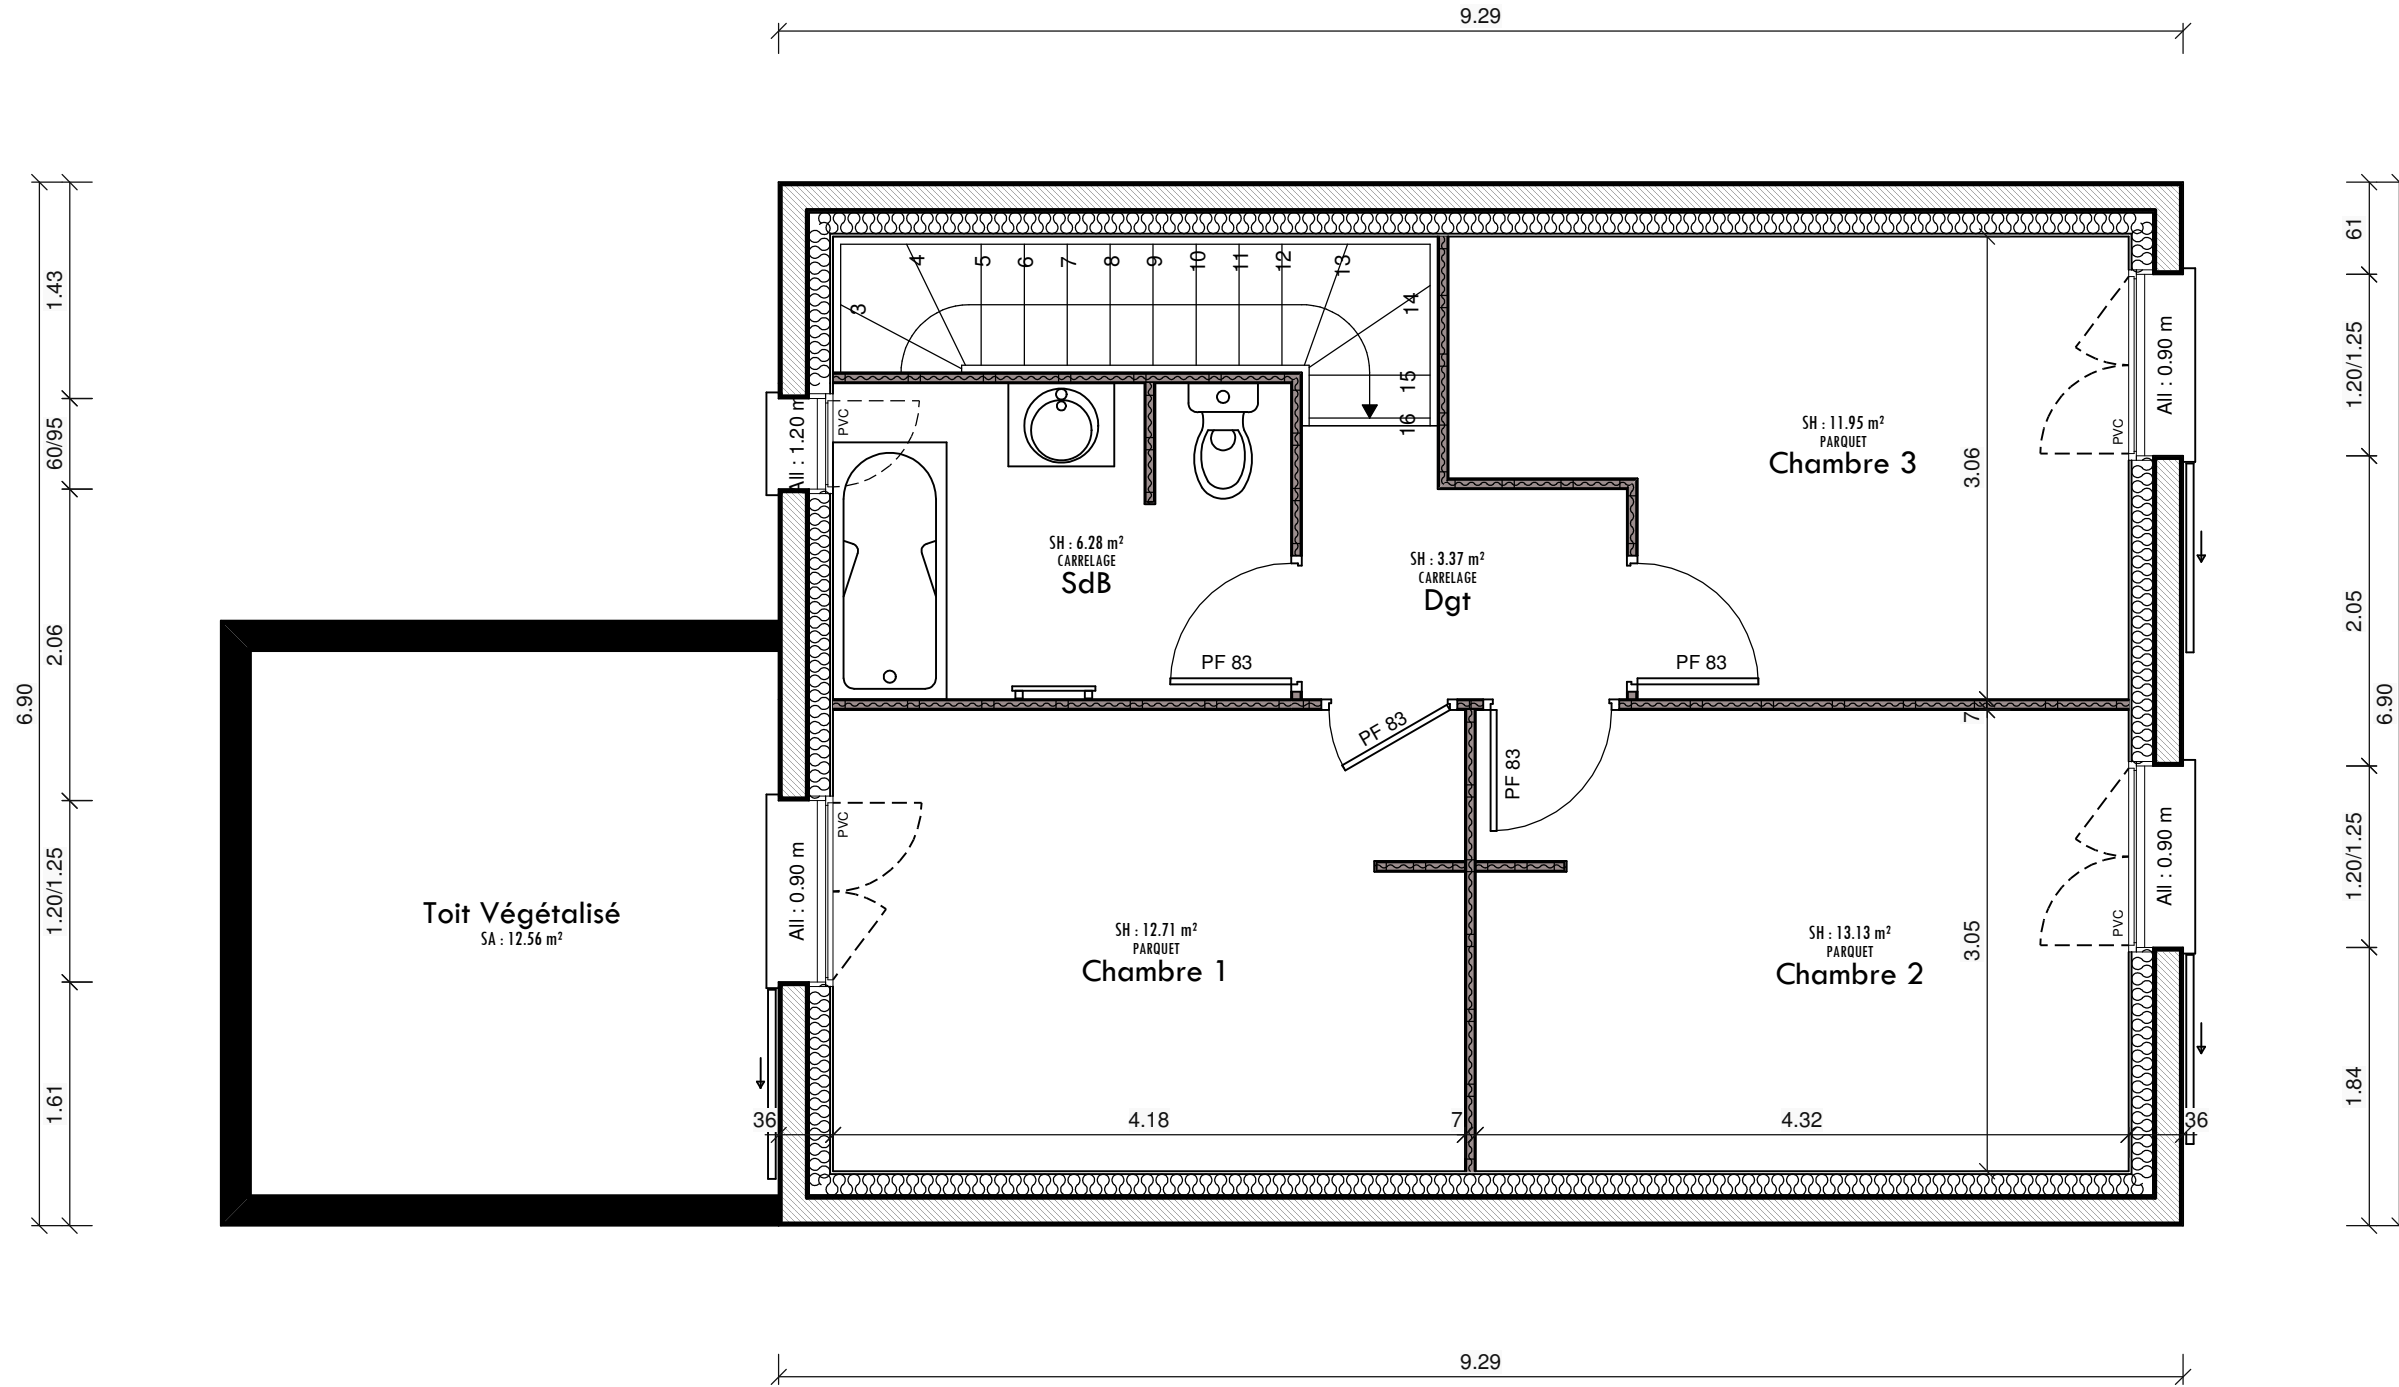 9.29
6.90
1.43
60/95
2.06
1.20/1.25
1.61
3
4
5
6
7
8
9
10
11
12
13
14
15
16
All : 1.20 m
PVC
SH : 6.28 m²
CARRELAGE
SdB
PF 83
SH : 3.37 m²
CARRELAGE
Dgt
PF 83
SH : 11.95 m²
PARQUET
Chambre 3
3.06
PVC
All : 0.90 m
PF 83
PF 83
7
Toit Végétalisé
SA : 12.56 m²
All : 0.90 m
PVC
SH : 12.71 m²
PARQUET
Chambre 1
SH : 13.13 m²
PARQUET
Chambre 2
3.05
PVC
All : 0.90 m
36
4.18
7
4.32
36
61
1.20/1.25
2.05
1.20/1.25
1.84
6.90
9.29